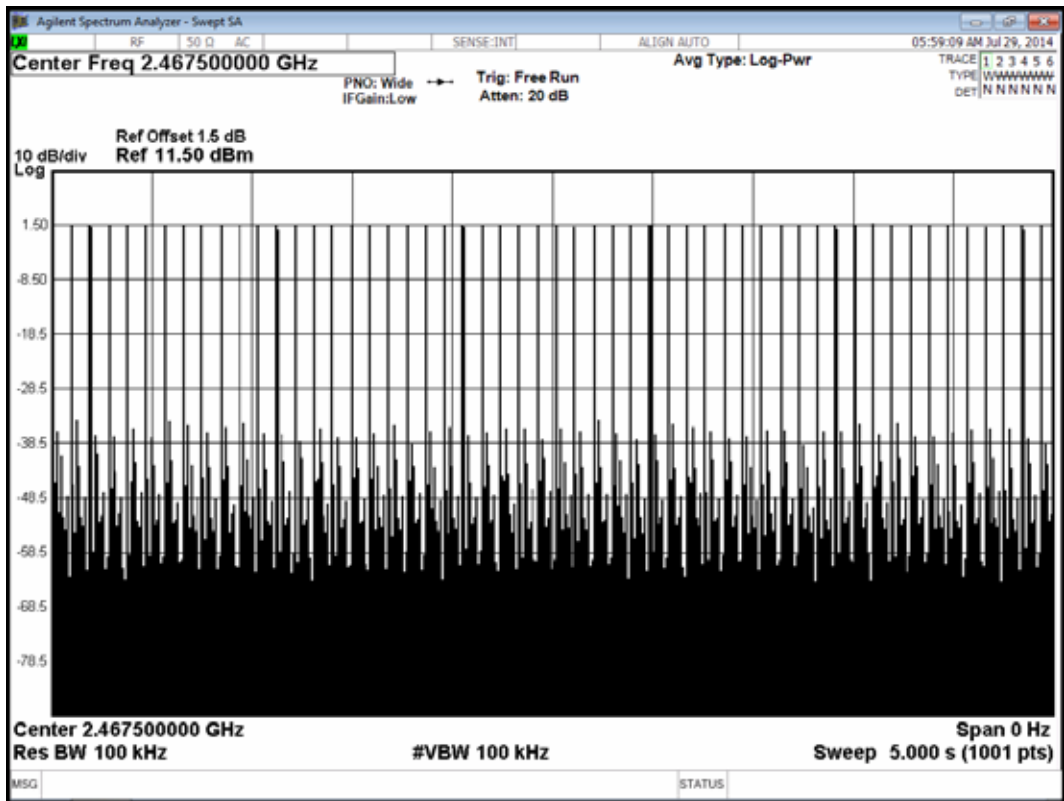 Agilent Spectrum Analyzer - Swept SA
LXI RF 50 Ω AC SENSE:INT ALIGN AUTO 05:59:09 AM Jul 29, 2014
Center Freq 2.467500000 GHz
Avg Type: Log-Pwr
TRACE 1 2 3 4 5 6
PNO: Wide Trig: Free Run
TYPE WWWWWW
IFGain:Low Atten: 20 dB
DET N N N N N N
Ref Offset 1.5 dB
10 dB/div Ref 11.50 dBm
Log
1.50
-8.50
-18.5
-28.5
-38.5
-48.5
-58.5
-68.5
-78.5
Center 2.467500000 GHz Span 0 Hz
Res BW 100 kHz #VBW 100 kHz Sweep 5.000 s (1001 pts)
MSG STATUS